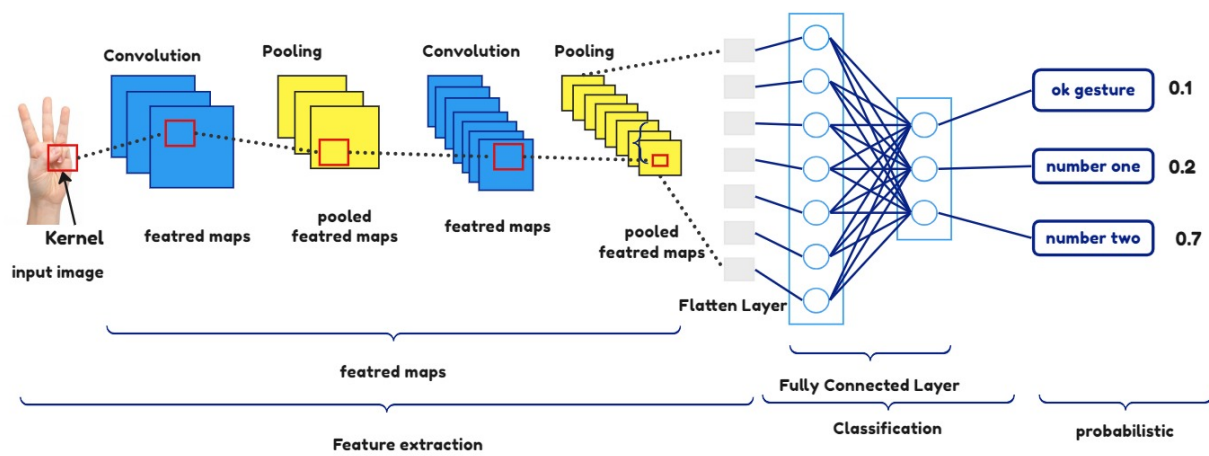 Convolution
Pooling
Convolution
Pooling
Kernel
input image
featred maps
pooled
featred maps
featred maps
pooled
featred maps
Flatten Layer
ok gesture
0.1
number one
0.2
number two
0.7
featred maps
Fully Connected Layer
Feature extraction
Classification
probabilistic